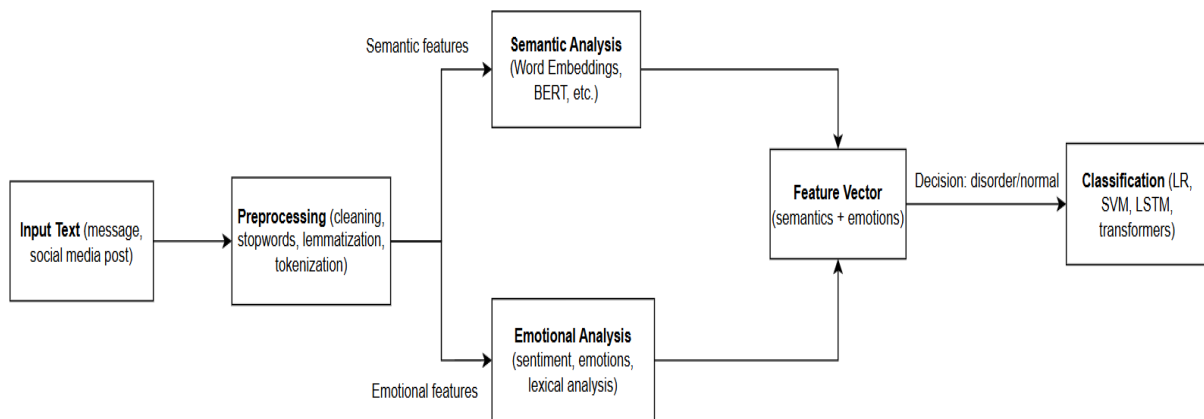 Semantic features
Semantic Analysis
(Word Embeddings,
BERT, etc.)
Input Text (message,
social media post)
Preprocessing (cleaning,
stopwords, lemmatization,
tokenization)
Feature Vector
(semantics + emotions)
Decision: disorder/normal
Classification (LR,
SVM, LSTM,
transformers)
Emotional Analysis
(sentiment, emotions,
lexical analysis)
Emotional features